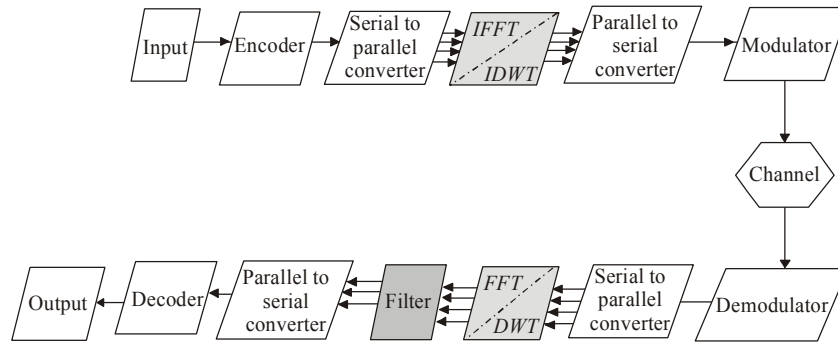 Input
Encoder
Serial to
parallel
converter
IFFT
IDWT
Parallel to
serial
converter
Modulator
Channel
Output
Decoder
Parallel to
serial
converter
Filter
FFT
DWT
Serial to
parallel
converter
Demodulator